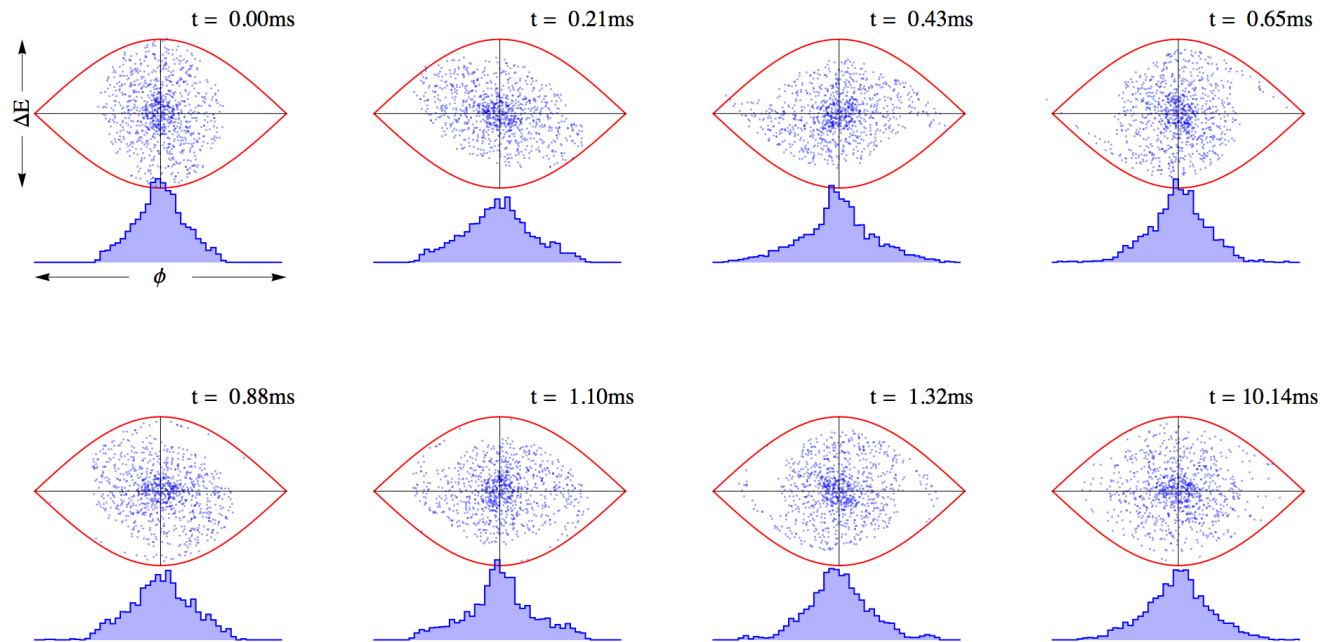 t = 0.00ms
t = 0.21ms
t = 0.43ms
t = 0.65ms
ΔE
ϕ
t = 0.88ms
t = 1.10ms
t = 1.32ms
t = 10.14ms